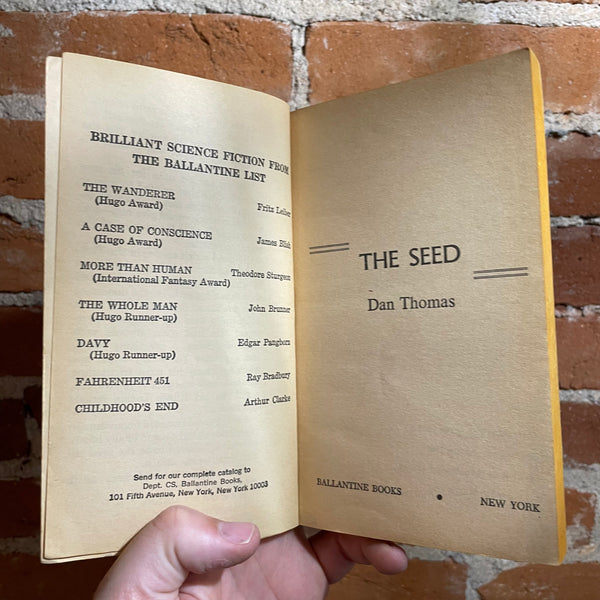 BRILLIANT SCIENCE FICTION FROM
THE BALLANTINE LIST
THE WANDERER
(Hugo Award) Fritz Leiber
A CASE OF CONSCIENCE
(Hugo Award) James Blish
MORE THAN HUMAN Theodore Sturgeon
(International Fantasy Award)
THE WHOLE MAN John Brunner
(Hugo Runner-up)
DAVY Edgar Pangborn
(Hugo Runner-up)
FAHRENHEIT 451 Ray Bradbury
CHILDHOOD'S END Arthur Clarke
Send for our complete catalog to
Dept. CS, Ballantine Books,
101 Fifth Avenue, New York, New York 10003
THE SEED
Dan Thomas
BALLANTINE BOOKS • NEW YORK